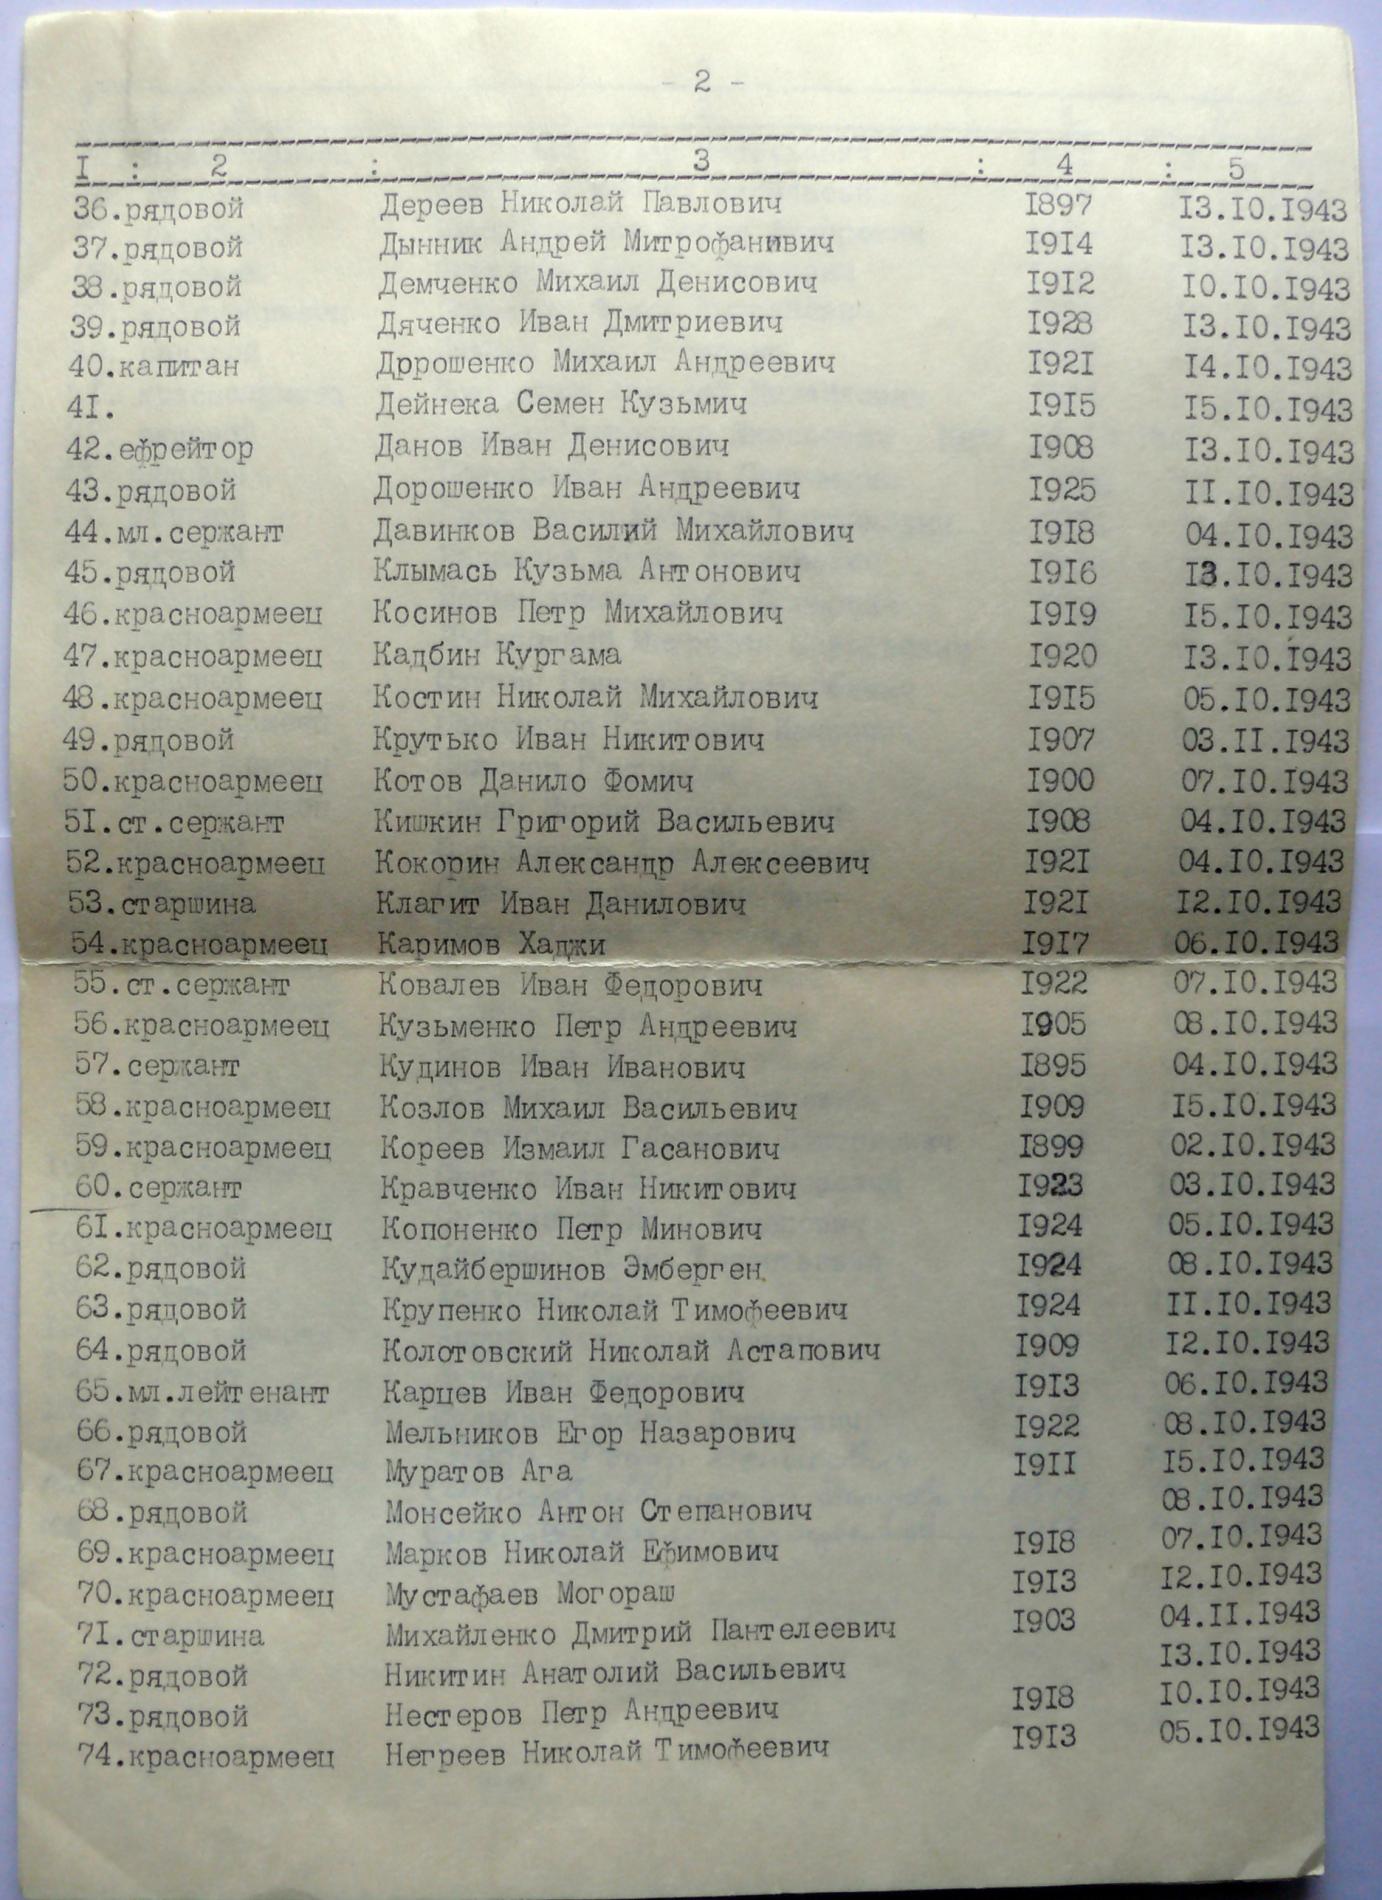 - 2 -
I : 2 : 3 : 4 : 5
36.рядовой Дереев Николай Павлович I897 I3.I0.I943
37.рядовой Дынник Андрей Митрофанивич I9I4 I3.I0.I943
38.рядовой Демченко Михаил Денисович I9I2 I0.I0.I943
39.рядовой Дяченко Иван Дмитриевич I928 I3.I0.I943
40.капитан Дррошенко Михаил Андреевич I92I I4.I0.I943
4I. Дейнека Семен Кузьмич I9I5 I5.I0.I943
42.ефрейтор Данов Иван Денисович I908 I3.I0.I943
43.рядовой Дорошенко Иван Андреевич I925 II.I0.I943
44.мл.сержант Давинков Василий Михайлович I9I8 04.I0.I943
45.рядовой Клымась Кузьма Антонович I9I6 I3.I0.I943
46.красноармеец Косинов Петр Михайлович I9I9 I5.I0.I943
47.красноармеец Кадбин Кургама I920 I3.I0.I943
48.красноармеец Костин Николай Михайлович I9I5 05.I0.I943
49.рядовой Крутько Иван Никитович I907 03.II.I943
50.красноармеец Котов Данило Фомич I900 07.I0.I943
5I.ст.сержант Кишкин Григорий Васильевич I908 04.I0.I943
52.красноармеец Кокорин Александр Алексеевич I92I 04.I0.I943
53.старшина Клагит Иван Данилович I92I I2.I0.I943
54.красноармеец Каримов Хаджи I9I7 06.I0.I943
55.ст.сержант Ковалев Иван Федорович I922 07.I0.I943
56.красноармеец Кузьменко Петр Андреевич I905 08.I0.I943
57.сержант Кудинов Иван Иванович I895 04.I0.I943
58.красноармеец Козлов Михаил Васильевич I909 I5.I0.I943
59.красноармеец Кореев Измаил Гасанович I899 02.I0.I943
60.сержант Кравченко Иван Никитович I923 03.I0.I943
6I.красноармеец Копоненко Петр Минович I924 05.I0.I943
62.рядовой Кудайбершинов Эмберген. I924 08.I0.I943
63.рядовой Крупенко Николай Тимофеевич I924 II.I0.I943
64.рядовой Колотовский Николай Астапович I909 I2.I0.I943
65.мл.лейтенант Карцев Иван Федорович I9I3 06.I0.I943
66.рядовой Мельников Егор Назарович I922 08.I0.I943
67.красноармеец Муратов Ага I9II I5.I0.I943
68.рядовой Монсейко Антон Степанович 08.I0.I943
69.красноармеец Марков Николай Ефимович I9I8 07.I0.I943
70.красноармеец Мустафаев Могораш I9I3 I2.I0.I943
7I.старшина Михайленко Дмитрий Пантелеевич I903 04.II.I943
72.рядовой Никитин Анатолий Васильевич I3.I0.I943
73.рядовой Нестеров Петр Андреевич I9I8 I0.I0.I943
74.красноармеец Негреев Николай Тимофеевич I9I3 05.I0.I943